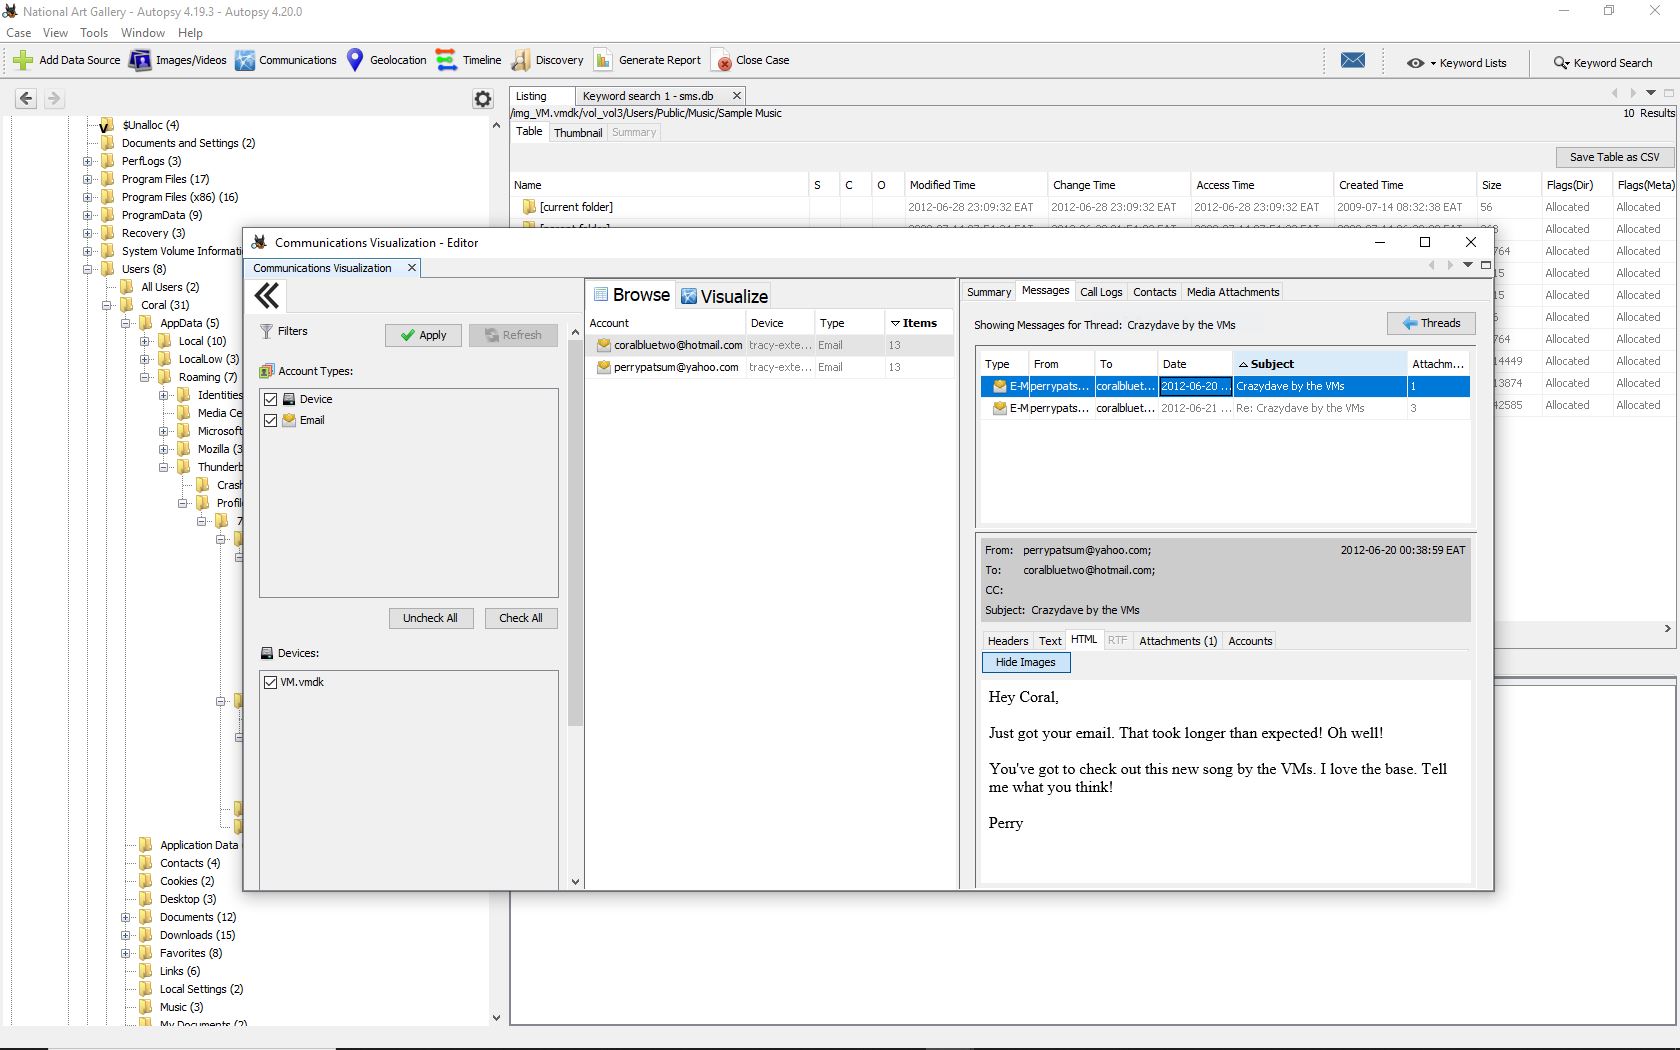 National Art Gallery - Autopsy 4.19.3 - Autopsy 4.20.0
Case View Tools Window Help
Add Data Source Images/Videos Communications Geolocation Timeline Discovery Generate Report Close Case Keyword Lists Keyword Search
Listing Keyword search 1 - sms.db
/img_VM.vmdk/vol_vol3/Users/Public/Music/Sample Music 10 Results
Table Thumbnail Summary
Save Table as CSV
Name S C O Modified Time Change Time Access Time Created Time Size Flags(Dir) Flags(Meta)
[current folder] 2012-06-28 23:09:32 EAT 2012-06-28 23:09:32 EAT 2012-06-28 23:09:32 EAT 2009-07-14 08:32:38 EAT 56 Allocated Allocated
Allocated Allocated
764 Allocated Allocated
15 Allocated Allocated
15 Allocated Allocated
Allocated Allocated
764 Allocated Allocated
14449 Allocated Allocated
13874 Allocated Allocated
42585 Allocated Allocated
$Unalloc (4)
Documents and Settings (2)
PerfLogs (3)
Program Files (17)
Program Files (x86) (16)
ProgramData (9)
Recovery (3)
System Volume Informati
Users (8)
All Users (2)
Coral (31)
AppData (5)
Local (10)
LocalLow (3)
Roaming (7)
Identities
Media Ce
Microsoft
Mozilla (3
Thunderb
Crash
Profil
7
Application Data
Contacts (4)
Cookies (2)
Desktop (3)
Documents (12)
Downloads (15)
Favorites (8)
Links (6)
Local Settings (2)
Music (3)
My Documents (2)
Communications Visualization - Editor
Communications Visualization
Filters Apply Refresh
Account Types:
Device
Email
Uncheck All Check All
Devices:
VM.vmdk
Browse Visualize
Account Device Type Items
coralbluetwo@hotmail.com tracy-exte... Email 13
perrypatsum@yahoo.com tracy-exte... Email 13
Summary Messages Call Logs Contacts Media Attachments
Showing Messages for Thread: Crazydave by the VMs Threads
Type From To Date Subject Attachm...
E-M perrypats... coralbluet... 2012-06-20 ... Crazydave by the VMs 1
E-M perrypats... coralbluet... 2012-06-21 ... Re: Crazydave by the VMs 3
From: perrypatsum@yahoo.com; 2012-06-20 00:38:59 EAT
To: coralbluetwo@hotmail.com;
CC:
Subject: Crazydave by the VMs
Headers Text HTML RTF Attachments (1) Accounts
Hide Images
Hey Coral,
Just got your email. That took longer than expected! Oh well!
You've got to check out this new song by the VMs. I love the base. Tell
me what you think!
Perry